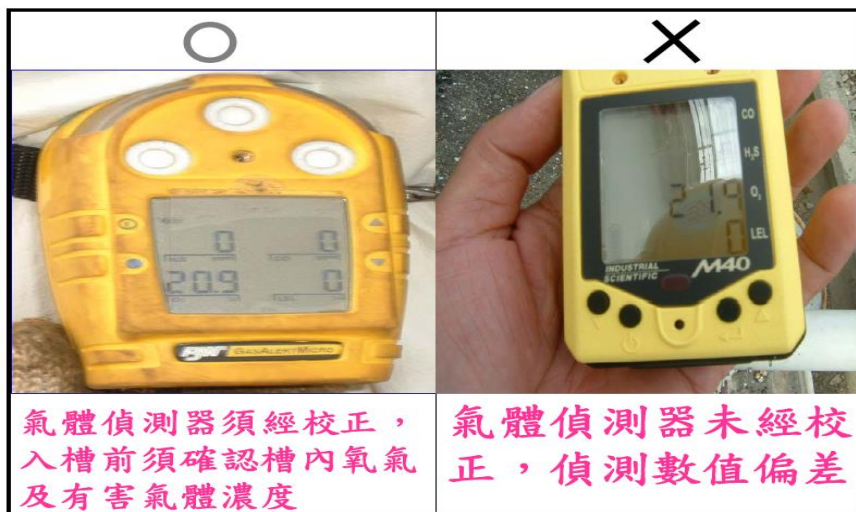 ○
×
0
0
20.9
0
GASALERTMICRO
CO
H₂S
21.9
O₂
0
LEL
INDUSTRIAL
SCIENTIFIC
M40
氣體偵測器須經校正，
入槽前須確認槽內氧氣
及有害氣體濃度
氣體偵測器未經校
正，偵測數值偏差